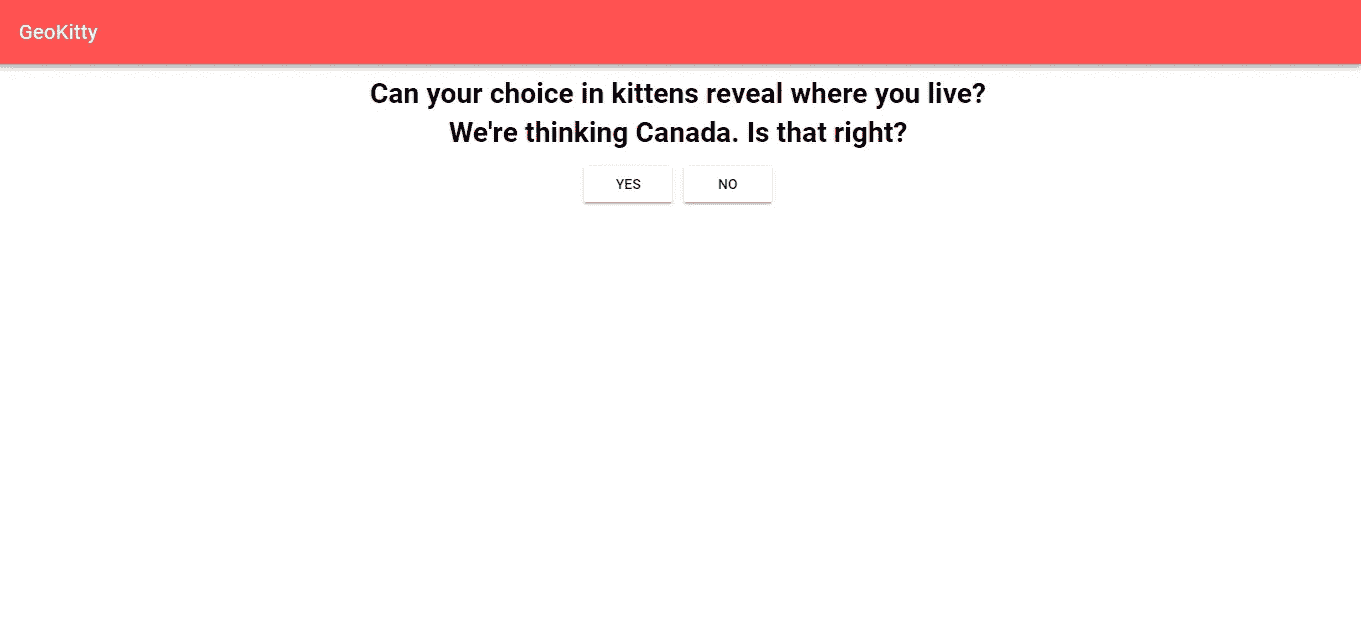 GeoKitty
Can your choice in kittens reveal where you live?
We're thinking Canada. Is that right?
YES
NO